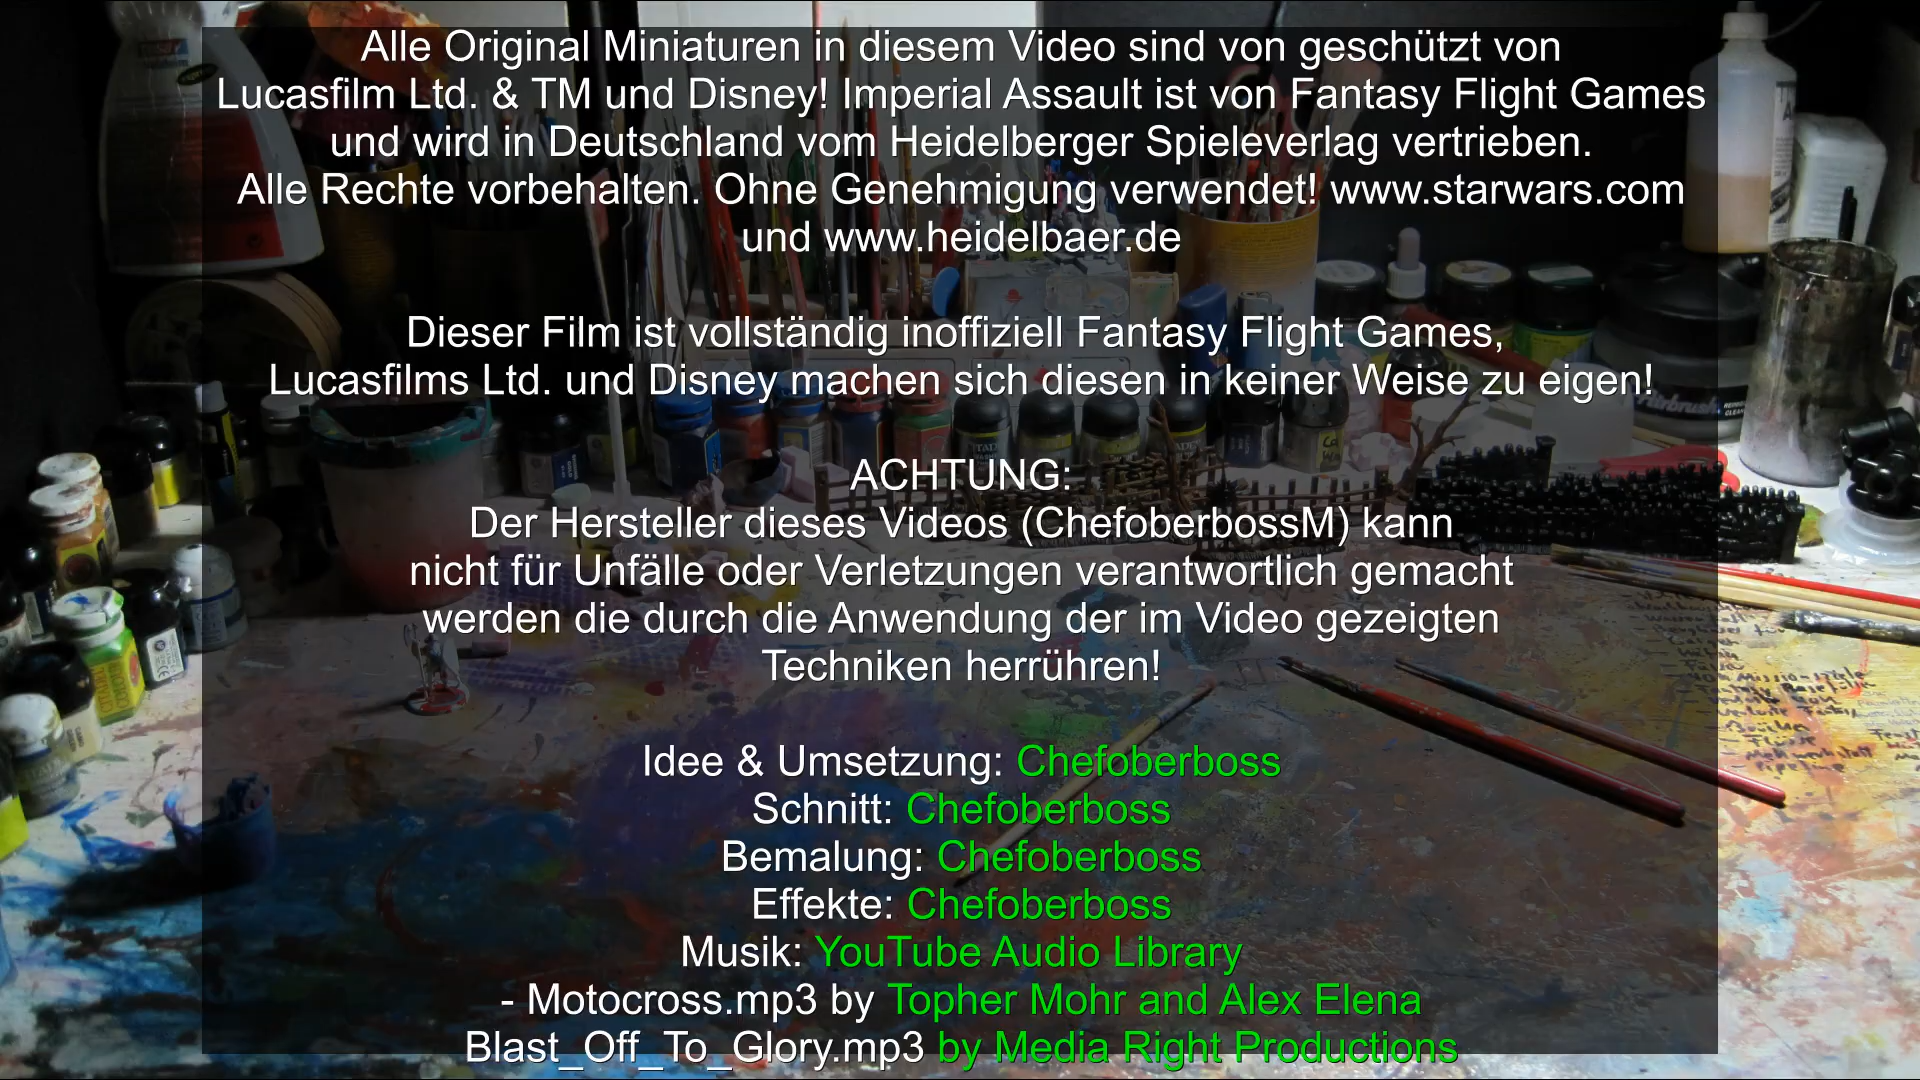 Alle Original Miniaturen in diesem Video sind von geschützt von
Lucasfilm Ltd. & TM und Disney! Imperial Assault ist von Fantasy Flight Games
und wird in Deutschland vom Heidelberger Spieleverlag vertrieben.
Alle Rechte vorbehalten. Ohne Genehmigung verwendet! www.starwars.com
und www.heidelbaer.de
Dieser Film ist vollständig inoffiziell Fantasy Flight Games,
Lucasfilms Ltd. und Disney machen sich diesen in keiner Weise zu eigen!
ACHTUNG:
Der Hersteller dieses Videos (ChefoberbossM) kann
nicht für Unfälle oder Verletzungen verantwortlich gemacht
werden die durch die Anwendung der im Video gezeigten
Techniken herrühren!
Idee & Umsetzung: Chefoberboss
Schnitt: Chefoberboss
Bemalung: Chefoberboss
Effekte: Chefoberboss
Musik: YouTube Audio Library
- Motocross.mp3 by Topher Mohr and Alex Elena
Blast_Off_To_Glory.mp3 by Media Right Productions